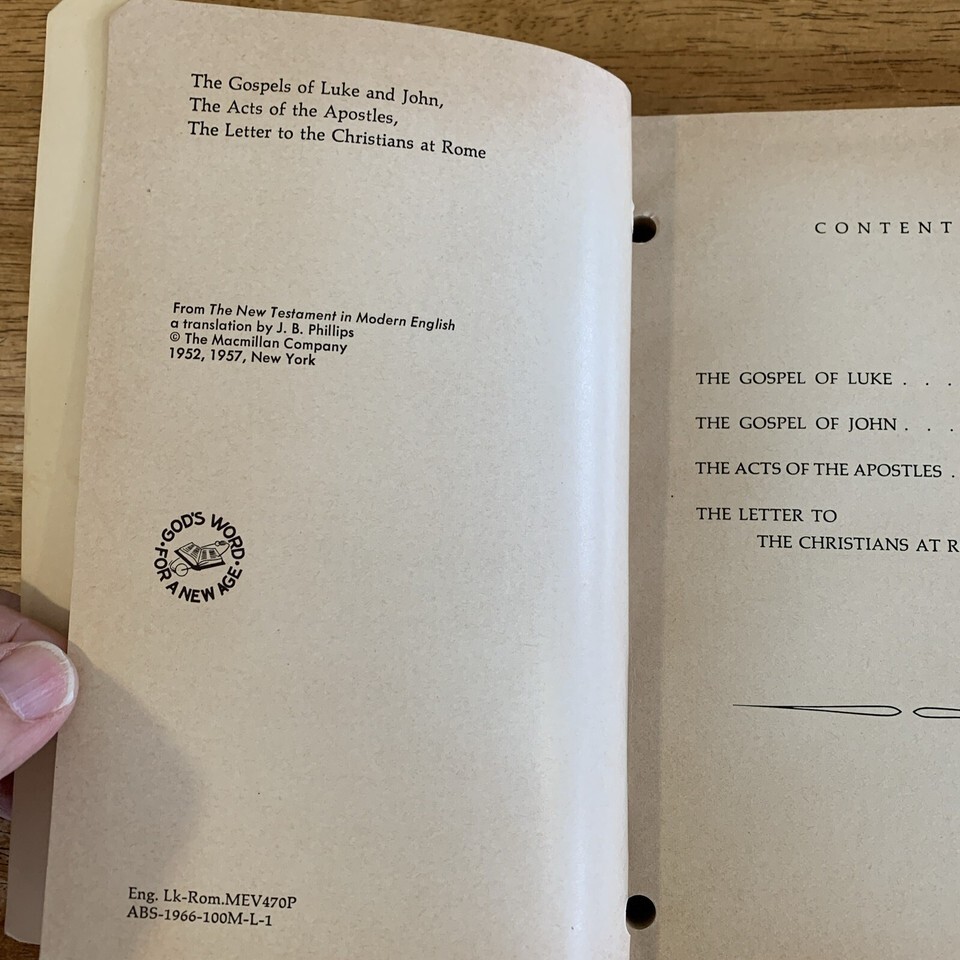 The Gospels of Luke and John,
The Acts of the Apostles,
The Letter to the Christians at Rome
From The New Testament in Modern English
a translation by J. B. Phillips
© The Macmillan Company
1952, 1957, New York
GOD'S WORD
FOR A NEW AGE
Eng. Lk-Rom.MEV470P
ABS-1966-100M-L-1
CONTENT
THE GOSPEL OF LUKE . . .
THE GOSPEL OF JOHN . . .
THE ACTS OF THE APOSTLES .
THE LETTER TO
THE CHRISTIANS AT R